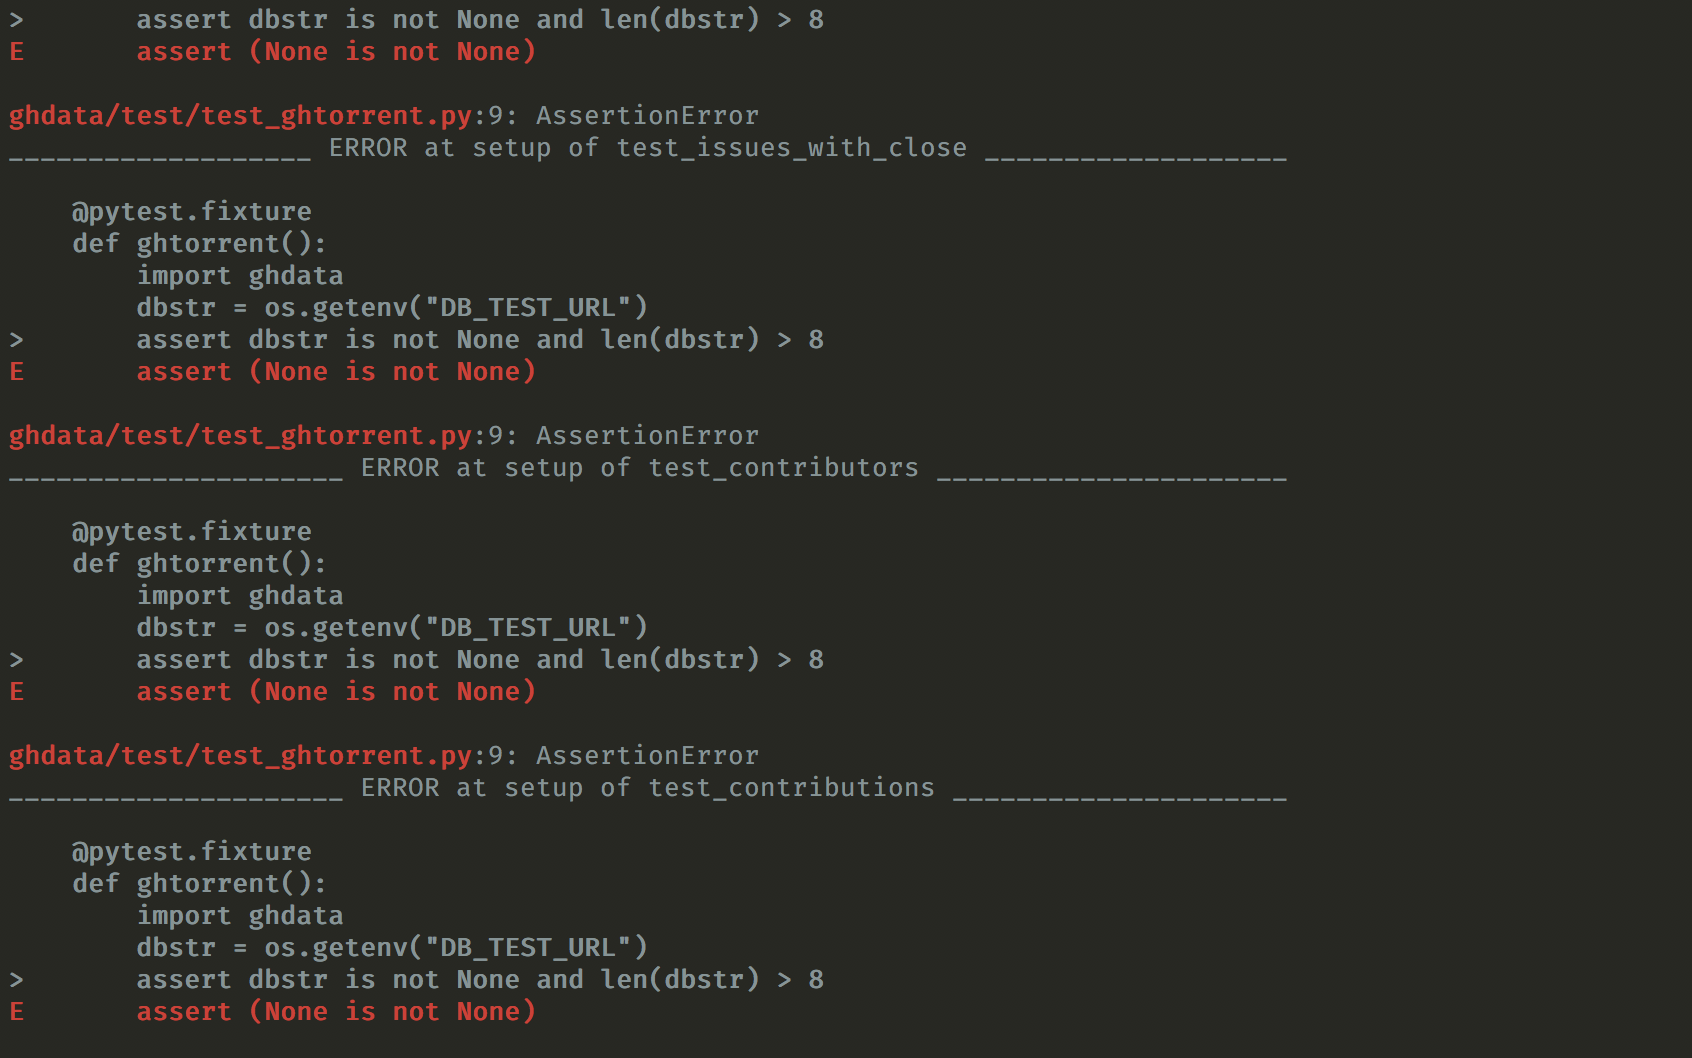 >       assert dbstr is not None and len(dbstr) > 8
E       assert (None is not None)
ghdata/test/test_ghtorrent.py:9: AssertionError
___________________ ERROR at setup of test_issues_with_close ___________________
    @pytest.fixture
    def ghtorrent():
        import ghdata
        dbstr = os.getenv("DB_TEST_URL")
>       assert dbstr is not None and len(dbstr) > 8
E       assert (None is not None)
ghdata/test/test_ghtorrent.py:9: AssertionError
_____________________ ERROR at setup of test_contributors ______________________
    @pytest.fixture
    def ghtorrent():
        import ghdata
        dbstr = os.getenv("DB_TEST_URL")
>       assert dbstr is not None and len(dbstr) > 8
E       assert (None is not None)
ghdata/test/test_ghtorrent.py:9: AssertionError
_____________________ ERROR at setup of test_contributions _____________________
    @pytest.fixture
    def ghtorrent():
        import ghdata
        dbstr = os.getenv("DB_TEST_URL")
>       assert dbstr is not None and len(dbstr) > 8
E       assert (None is not None)